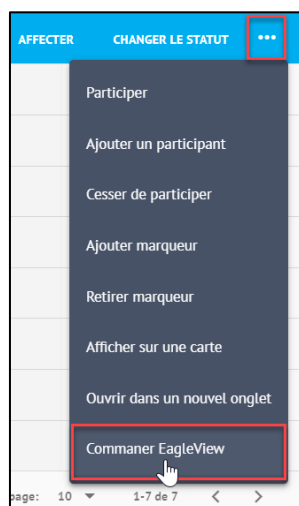 AFFECTER CHANGER LE STATUT •••
Participer
Ajouter un participant
Cesser de participer
Ajouter marqueur
Retirer marqueur
Afficher sur une carte
Ouvrir dans un nouvel onglet
Commaner EagleView
page: 10 1-7 de 7 < >